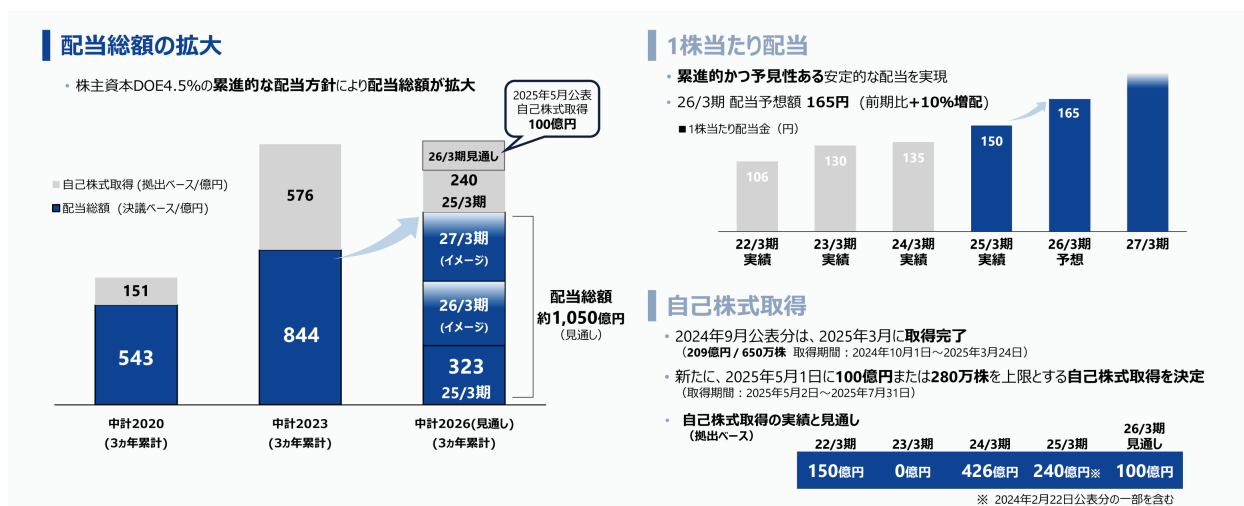 配当総額の拡大
• 株主資本DOE4.5%の累進的な配当方針により配当総額が拡大
2025年5月公表
自己株式取得
100億円
■ 自己株式取得 (拠出ベース/億円)
■ 配当総額 (決議ベース/億円)
151
543
576
844
26/3期見通し
240
25/3期
27/3期
(イメージ)
26/3期
(イメージ)
323
25/3期
配当総額
約1,050億円
(見通し)
中計2020
(3ヵ年累計)
中計2023
(3ヵ年累計)
中計2026(見通し)
(3ヵ年累計)
1株当たり配当
• 累進的かつ予見性ある安定的な配当を実現
• 26/3期 配当予想額 165円 (前期比+10%増配)
■1株当たり配当金(円)
106
130
135
150
165
22/3期
実績
23/3期
実績
24/3期
実績
25/3期
実績
26/3期
予想
27/3期
自己株式取得
• 2024年9月公表分は、2025年3月に取得完了
(209億円 / 650万株 取得期間:2024年10月1日~2025年3月24日)
• 新たに、2025年5月1日に100億円または280万株を上限とする自己株式取得を決定
(取得期間:2025年5月2日~2025年7月31日)
• 自己株式取得の実績と見通し
(拠出ベース)
22/3期 23/3期 24/3期 25/3期 26/3期
見通し
150億円 0億円 426億円 240億円※ 100億円
※ 2024年2月22日公表分の一部を含む